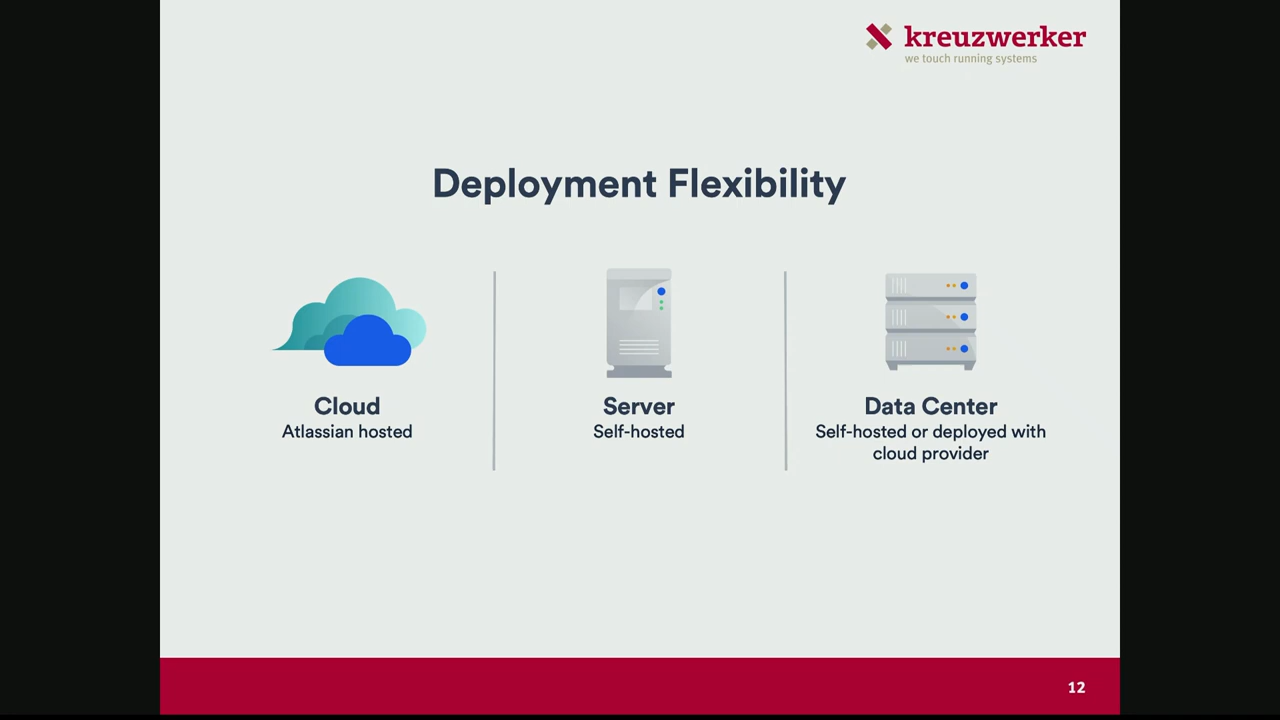 kreuzwerker
we touch running systems
Deployment Flexibility
Cloud
Atlassian hosted
Server
Self-hosted
Data Center
Self-hosted or deployed with
cloud provider
12